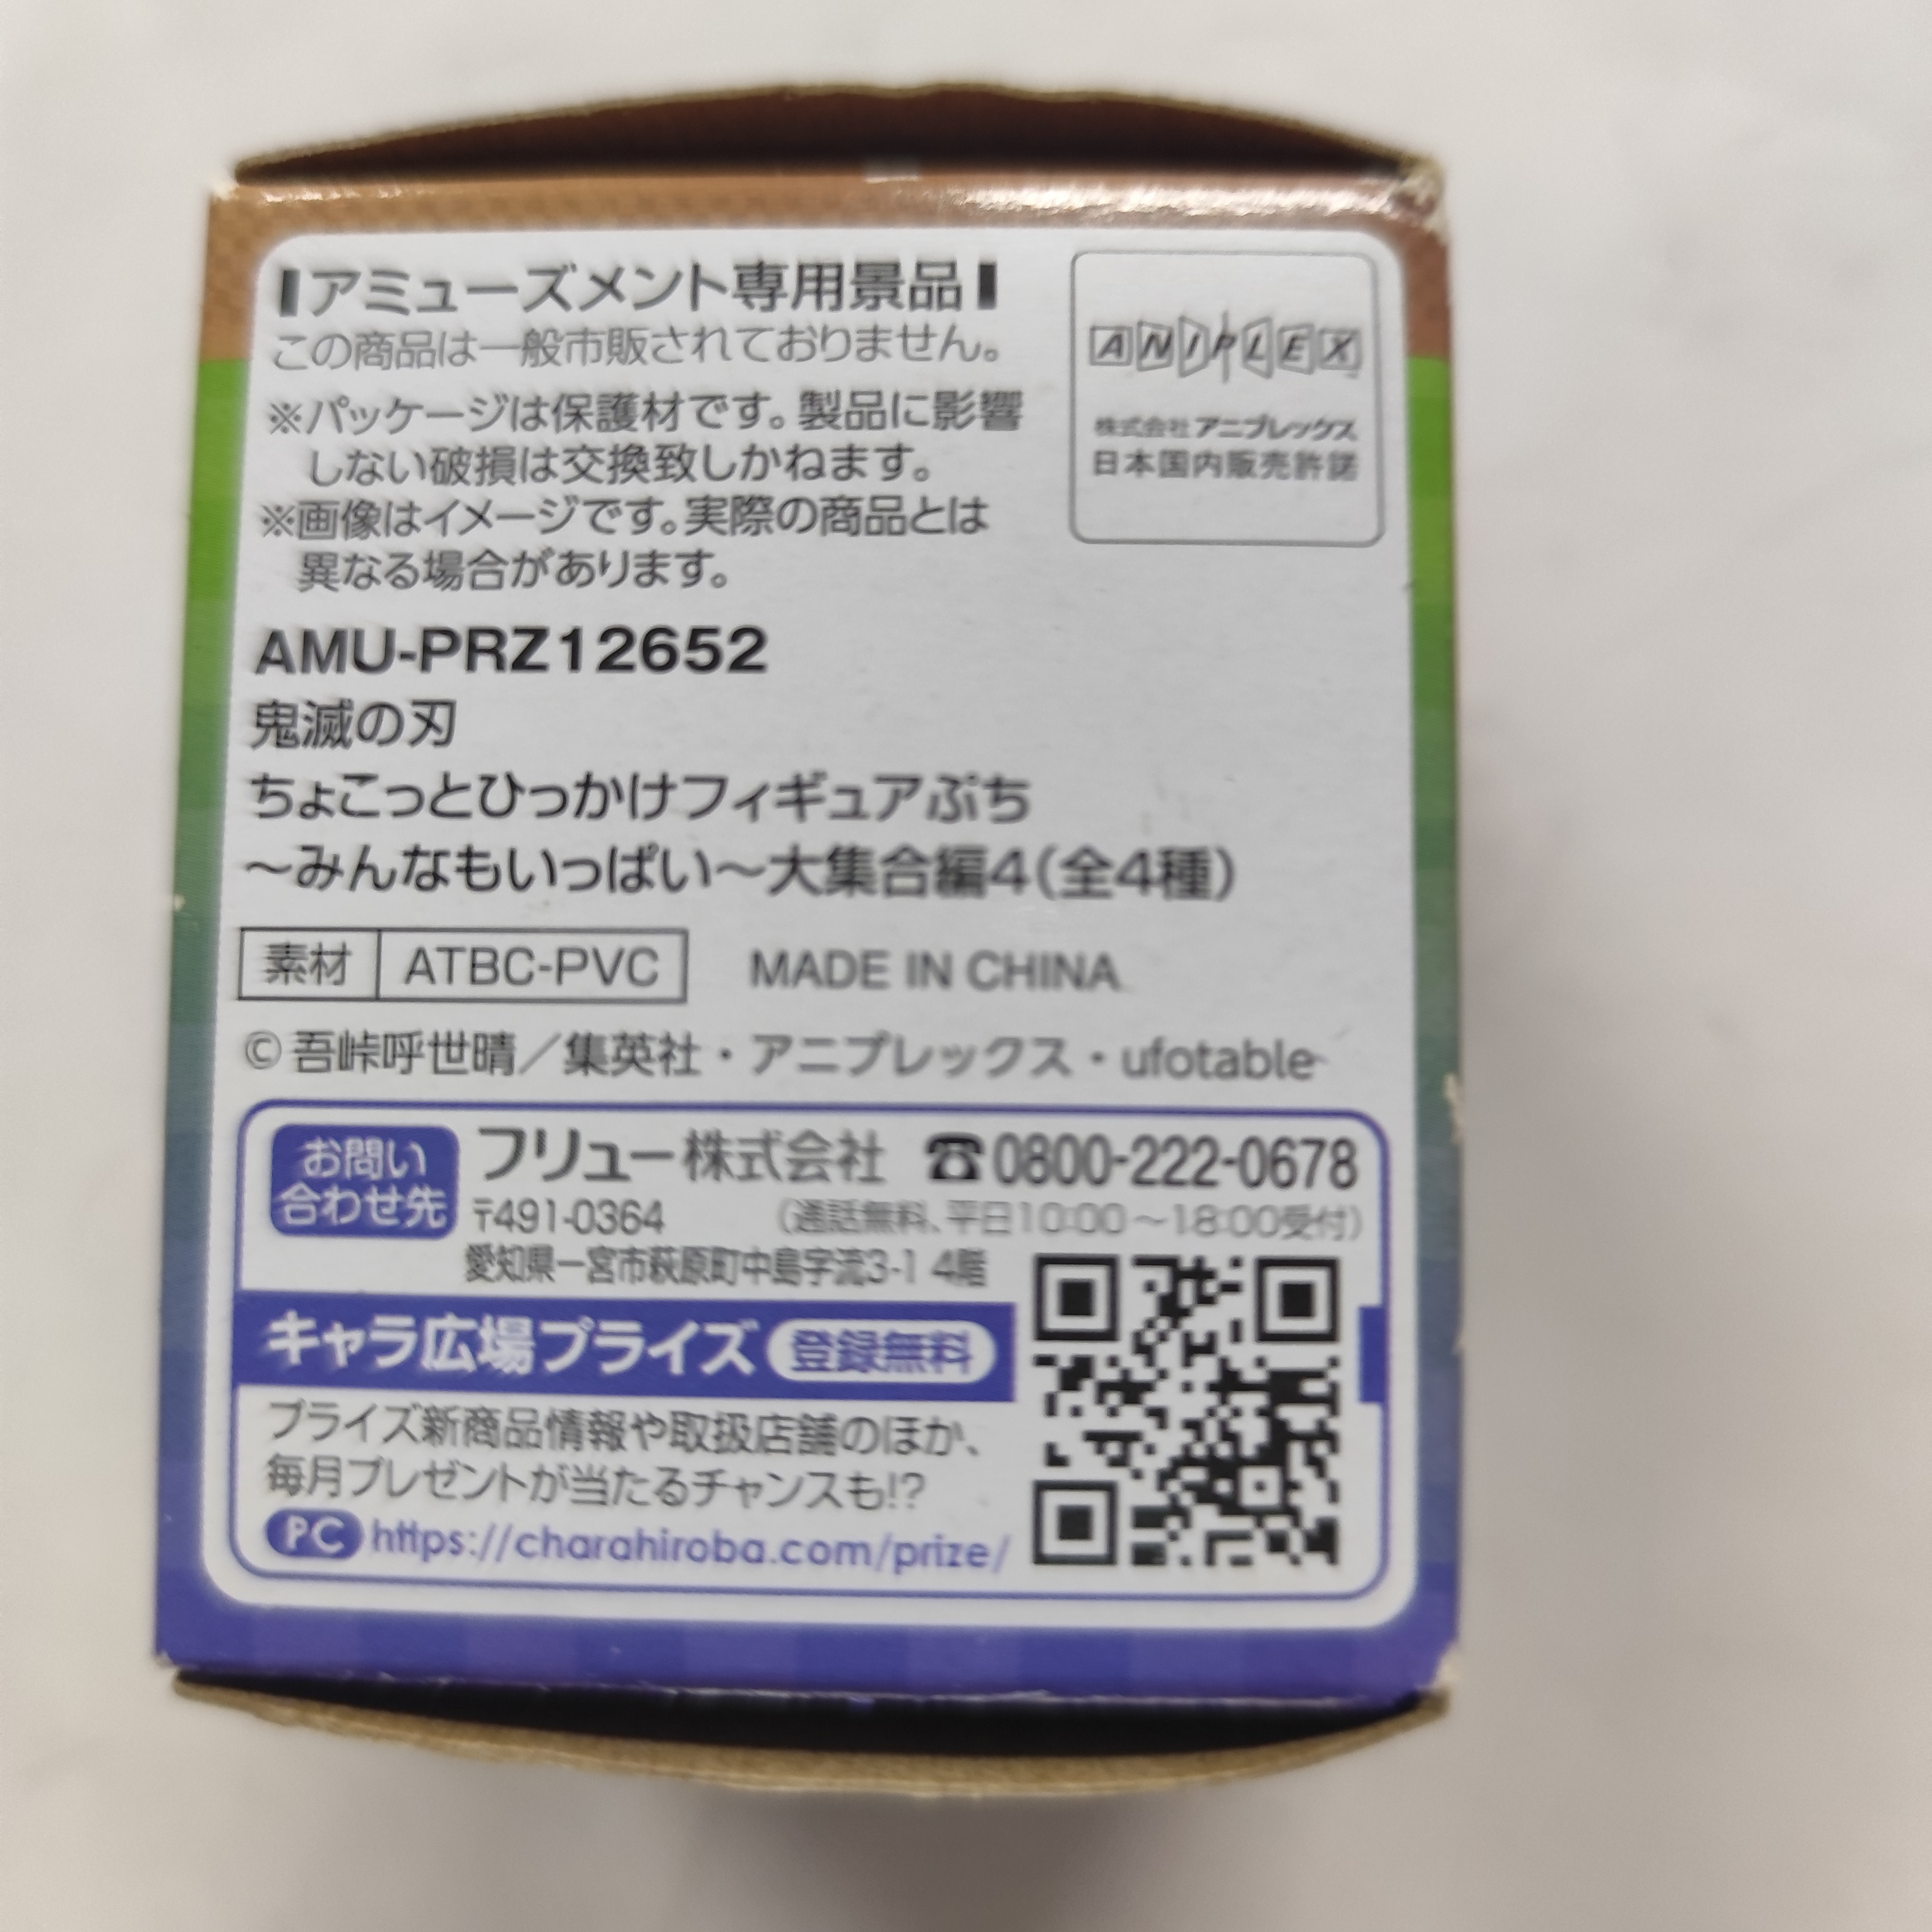 アミューズメント専用景品
この商品は一般市販されておりません。
※パッケージは保護材です。製品に影響
しない破損は交換致しかねます。
※画像はイメージです。実際の商品とは
異なる場合があります。
ANIPLEX
株式会社アニプレックス
日本国内販売許諾
AMU-PRZ12652
鬼滅の刃
ちょこっとひっかけフィギュアぷち
～みんなもいっぱい～大集合編4(全4種)
素材 ATBC-PVC MADE IN CHINA
© 吾峠呼世晴／集英社・アニプレックス・ufotable
お問い
合わせ先
フリュー株式会社 ☎0800-222-0678
〒491-0364 (通話無料、平日10:00～18:00受付)
愛知県一宮市萩原町中島字流3-1 4階
キャラ広場プライズ 登録無料
プライズ新商品情報や取扱店舗のほか、
毎月プレゼントが当たるチャンスも!?
PC https://charahiroba.com/prize/